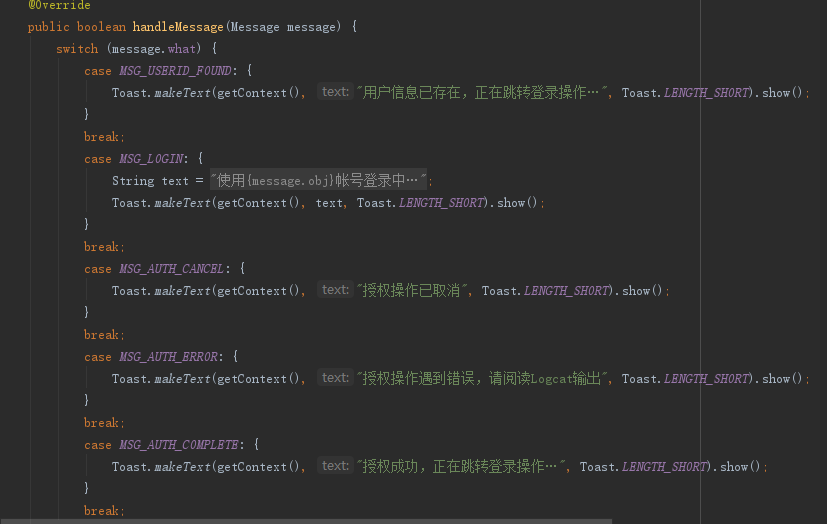 @Override
public boolean handleMessage(Message message) {
switch (message.what) {
case MSG_USERID_FOUND: {
Toast.makeText(getContext(), text: "用户信息已存在，正在跳转登录操作…", Toast.LENGTH_SHORT).show();
}
break;
case MSG_LOGIN: {
String text = "使用{message.obj}帐号登录中…";
Toast.makeText(getContext(), text, Toast.LENGTH_SHORT).show();
}
break;
case MSG_AUTH_CANCEL: {
Toast.makeText(getContext(), text: "授权操作已取消", Toast.LENGTH_SHORT).show();
}
break;
case MSG_AUTH_ERROR: {
Toast.makeText(getContext(), text: "授权操作遇到错误，请阅读Logcat输出", Toast.LENGTH_SHORT).show();
}
break;
case MSG_AUTH_COMPLETE: {
Toast.makeText(getContext(), text: "授权成功，正在跳转登录操作…", Toast.LENGTH_SHORT).show();
}
break;